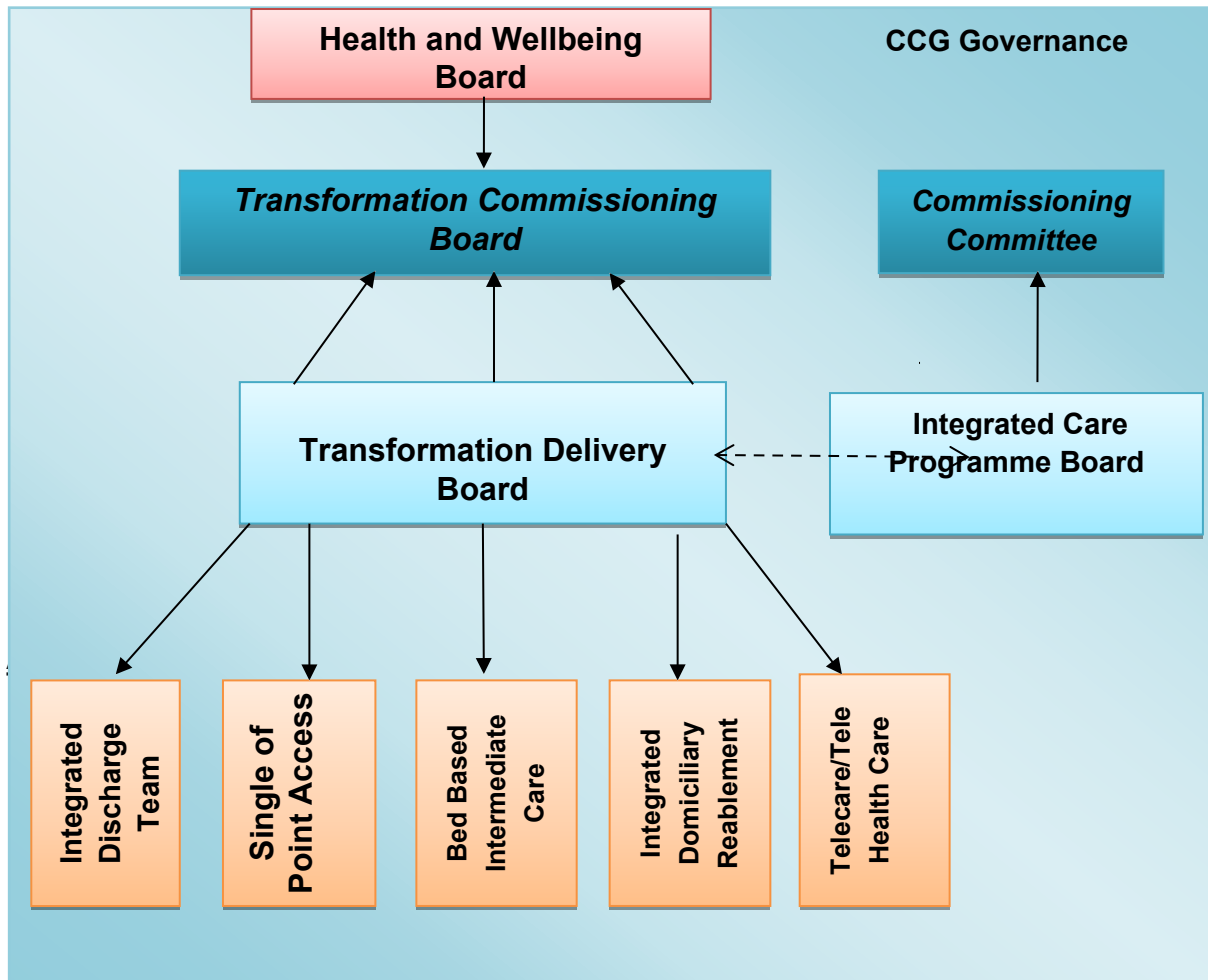 Health and Wellbeing
Board
CCG Governance
Transformation Commissioning
Board
Commissioning
Committee
Transformation Delivery
Board
Integrated Care
Programme Board
Integrated
Discharge
Team
Single of
Point Access
Bed Based
Intermediate
Care
Integrated
Domiciliary
Reablement
Telecare/Tele
Health Care